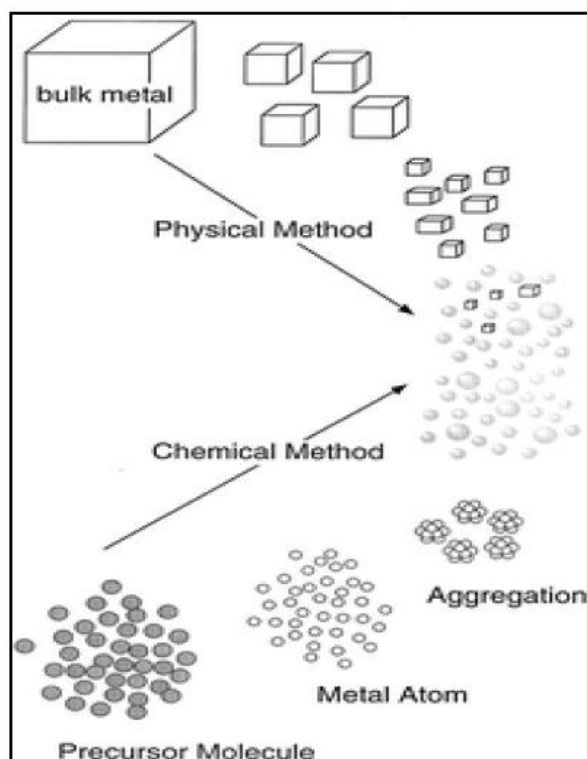 bulk metal
Physical Method
Chemical Method
Aggregation
Metal Atom
Precursor Molecule